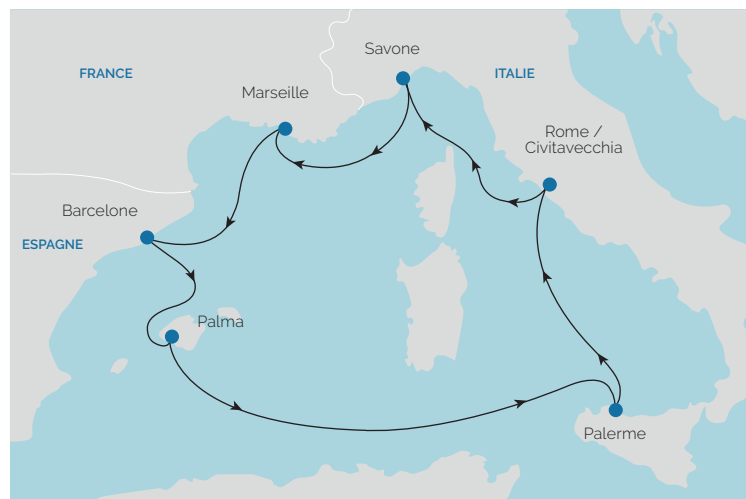 Savone
FRANCE
ITALIE
Marseille
Rome /
Civitavecchia
Barcelone
ESPAGNE
Palma
Palerme